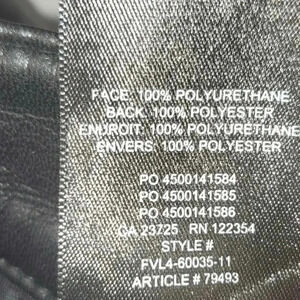 FACE: 100% POLYURETHANE
BACK: 100% POLYESTER
ENDROIT: 100% POLYURETHANE
ENVERS: 100% POLYESTER
PO 4500141584
PO 4500141585
PO 4500141586
CA 23725 RN 122354
STYLE #
FVL4-60035-11
ARTICLE # 79493